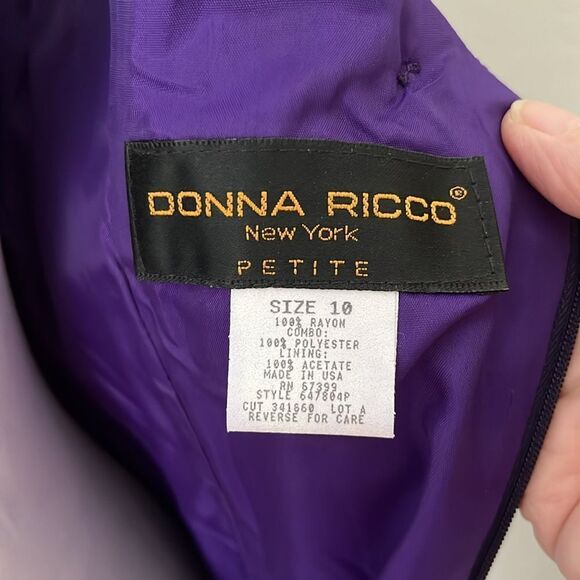 DONNA RICCO®
New York
PETITE
SIZE 10
100% RAYON
COMBO:
100% POLYESTER
LINING:
100% ACETATE
MADE IN USA
RN 67399
STYLE 647804P
CUT 341660 LOT A
REVERSE FOR CARE